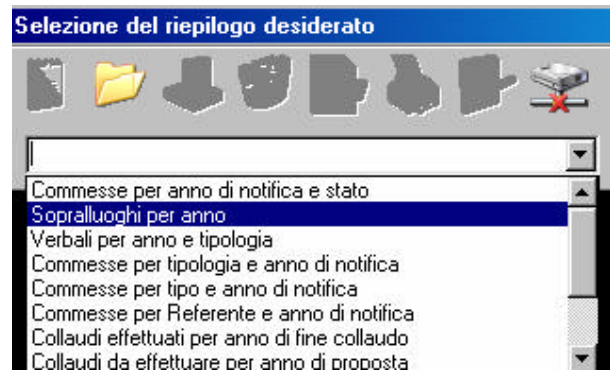 Selezione del riepilogo desiderato
Commesse per anno di notifica e stato
Sopralluoghi per anno
Verbali per anno e tipologia
Commesse per tipologia e anno di notifica
Commesse per tipo e anno di notifica
Commesse per Referente e anno di notifica
Collaudi effettuati per anno di fine collaudo
Collaudi da effettuare per anno di proposta